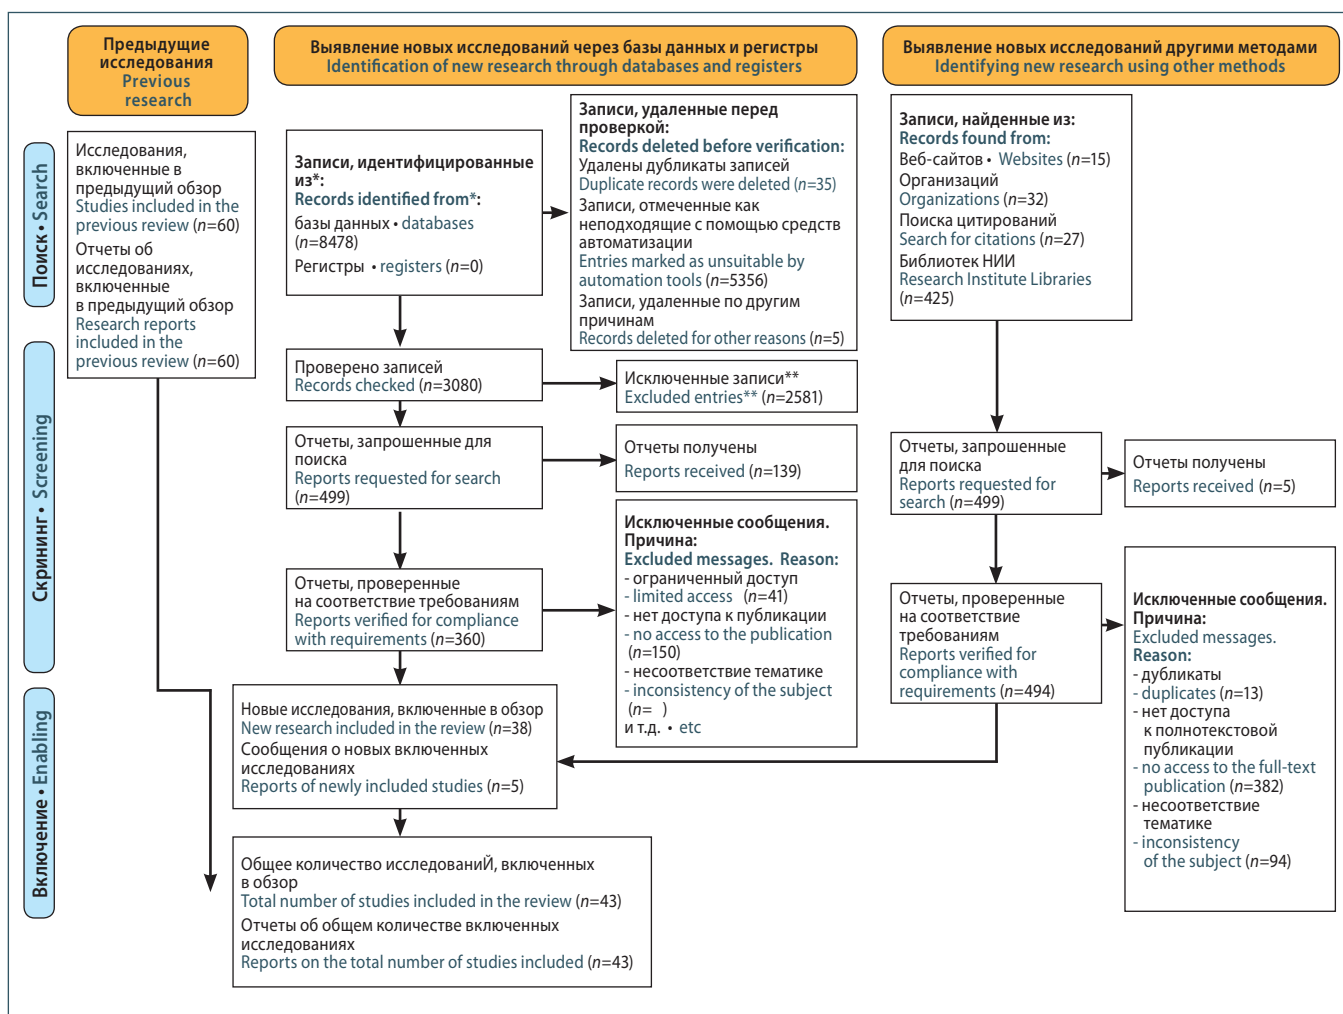 Предыдущие
исследования
Previous
research
Выявление новых исследований через базы данных и регистры
Identification of new research through databases and registers
Выявление новых исследований другими методами
Identifying new research using other methods
Поиск • Search
Исследования,
включенные в
предыдущий обзор
Studies included in the
previous review (n=60)
Отчеты об
исследованиях,
включенные
в предыдущий обзор
Research reports
included in the
previous review (n=60)
Записи, идентифицированные
из*:
Records identified from*:
базы данных • databases
(n=8478)
Регистры • registers (n=0)
Записи, удаленные перед
проверкой:
Records deleted before verification:
Удалены дубликаты записей
Duplicate records were deleted (n=35)
Записи, отмеченные как
неподходящие с помощью средств
автоматизации
Entries marked as unsuitable by
automation tools (n=5356)
Записи, удаленные по другим
причинам
Records deleted for other reasons (n=5)
Записи, найденные из:
Records found from:
Веб-сайтов • Websites (n=15)
Организаций
Organizations (n=32)
Поиска цитирований
Search for citations (n=27)
Библиотек НИИ
Research Institute Libraries
(n=425)
Скрининг • Screening
Проверено записей
Records checked (n=3080)
Исключенные записи**
Excluded entries** (n=2581)
Отчеты, запрошенные для
поиска
Reports requested for search
(n=499)
Отчеты получены
Reports received (n=139)
Отчеты, запрошенные
для поиска
Reports requested for
search (n=499)
Отчеты получены
Reports received (n=5)
Отчеты, проверенные
на соответствие требованиям
Reports verified for compliance
with requirements (n=360)
Исключенные сообщения.
Причина:
Excluded messages. Reason:
- ограниченный доступ
- limited access (n=41)
- нет доступа к публикации
- no access to the publication
(n=150)
- несоответствие тематике
- inconsistency of the subject
(n= )
и т.д. • etc
Отчеты, проверенные
на соответствие
требованиям
Reports verified for
compliance with
requirements (n=494)
Исключенные сообщения.
Причина:
Excluded messages.
Reason:
- дубликаты
- duplicates (n=13)
- нет доступа
к полнотекстовой
публикации
- no access to the full-text
publication (n=382)
- несоответствие
тематике
- inconsistency
of the subject (n=94)
Включение • Enabling
Новые исследования, включенные в обзор
New research included in the review (n=38)
Сообщения о новых включенных
исследованиях
Reports of newly included studies (n=5)
Общее количество исследованиЙ, включенных
в обзор
Total number of studies included in the review (n=43)
Отчеты об общем количестве включенных
исследованиях
Reports on the total number of studies included (n=43)